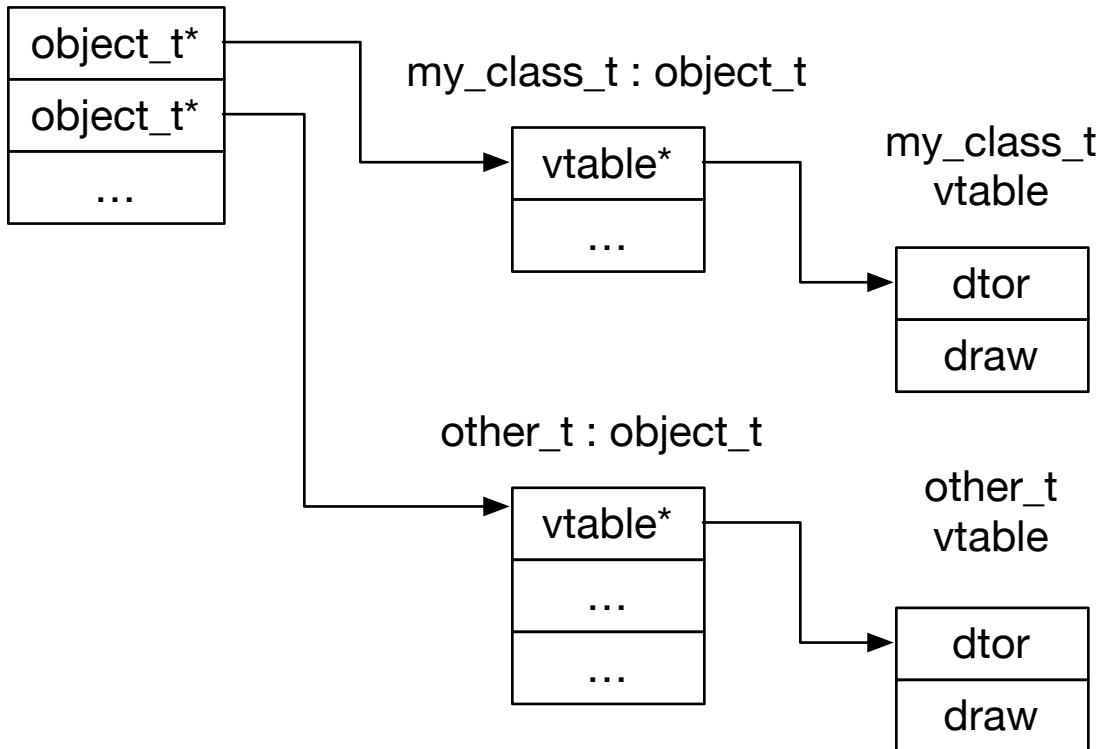 object_t*
object_t*
...
my_class_t : object_t
vtable*
...
my_class_t
vtable
dtor
draw
other_t : object_t
vtable*
...
...
other_t
vtable
dtor
draw